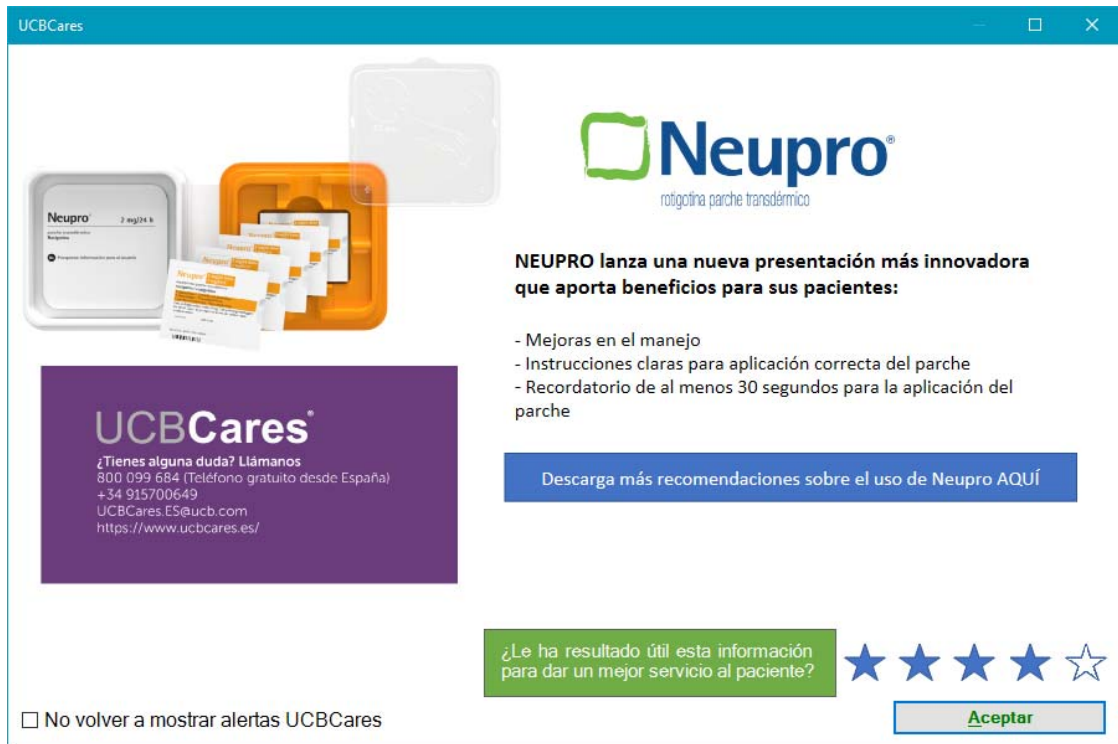 UCBCares
Neupro®
2 mg/24 h
parche transdérmico
Rotigotina
Neupro®
rotigotina parche transdérmico
NEUPRO lanza una nueva presentación más innovadora
que aporta beneficios para sus pacientes:
- Mejoras en el manejo
- Instrucciones claras para aplicación correcta del parche
- Recordatorio de al menos 30 segundos para la aplicación del
parche
Descarga más recomendaciones sobre el uso de Neupro AQUÍ
UCBCares®
¿Tienes alguna duda? Llámanos
800 099 684 (Teléfono gratuito desde España)
+34 915700649
UCBCares.ES@ucb.com
https://www.ucbcares.es/
¿Le ha resultado útil esta información
para dar un mejor servicio al paciente?
No volver a mostrar alertas UCBCares
Aceptar